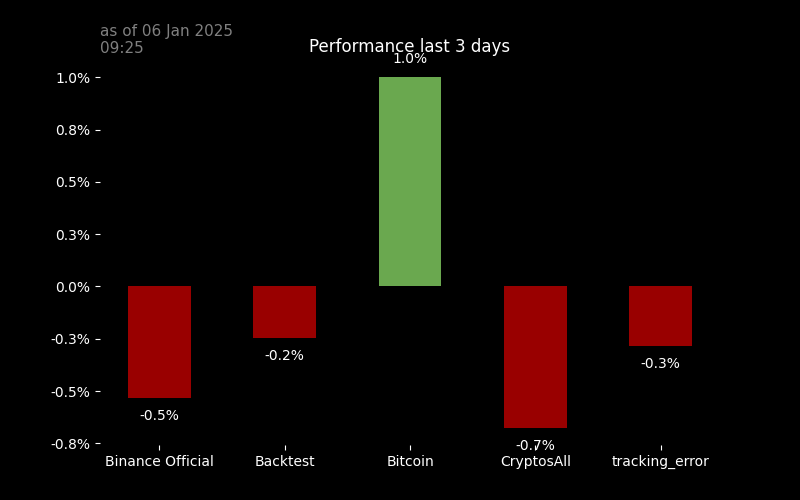 as of 06 Jan 2025
09:25
Performance last 3 days
1.0%
1.0%
0.8%
0.5%
0.3%
0.0%
-0.3%
-0.5%
-0.8%
-0.5%
-0.2%
-0.7%
-0.3%
Binance Official
Backtest
Bitcoin
CryptosAll
tracking_error